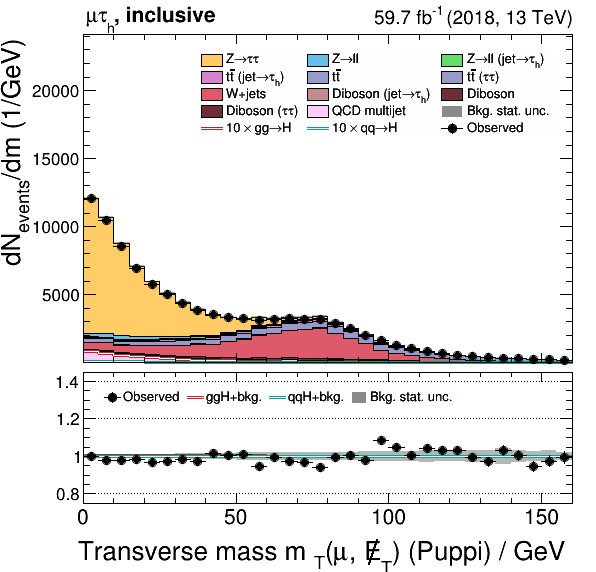 μτₕ, inclusive 59.7 fb⁻¹ (2018, 13 TeV)
dN_events/dm (1/GeV)
Z→ττ Z→ll Z→ll (jet→τₕ)
tt̄ (jet→τₕ) tt̄ tt̄ (ττ)
W+jets Diboson (jet→τₕ) Diboson
Diboson (ττ) QCD multijet Bkg. stat. unc.
10 × gg→H 10 × qq→H Observed
20000
15000
10000
5000
1.4
Observed ggH+bkg. qqH+bkg. Bkg. stat. unc.
1.2
1
0.8
0 50 100 150
Transverse mass m_T(μ, E̸_T) (Puppi) / GeV